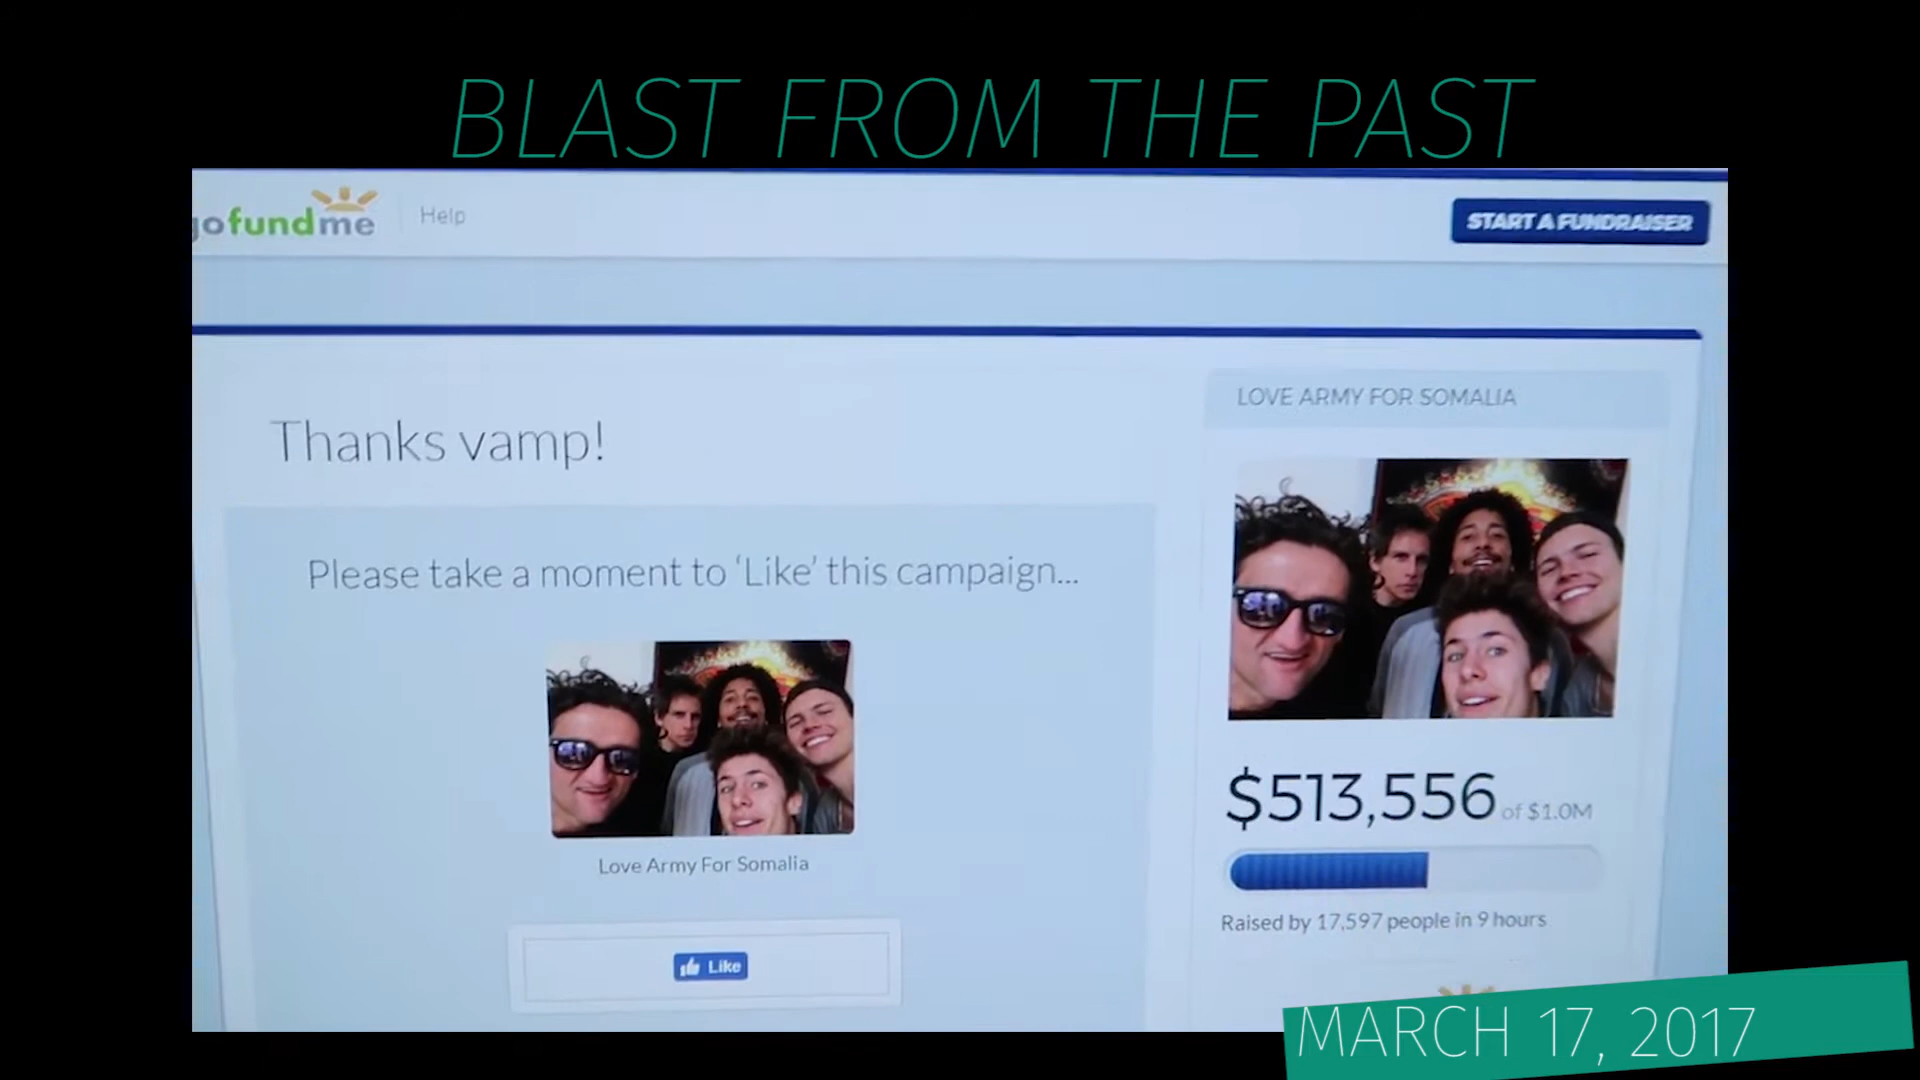 BLAST FROM THE PAST
gofundme
Help
START A FUNDRAISER
LOVE ARMY FOR SOMALIA
Thanks vamp!
Please take a moment to 'Like' this campaign...
Love Army For Somalia
Like
$513,556 of $1.0M
Raised by 17,597 people in 9 hours
MARCH 17, 2017